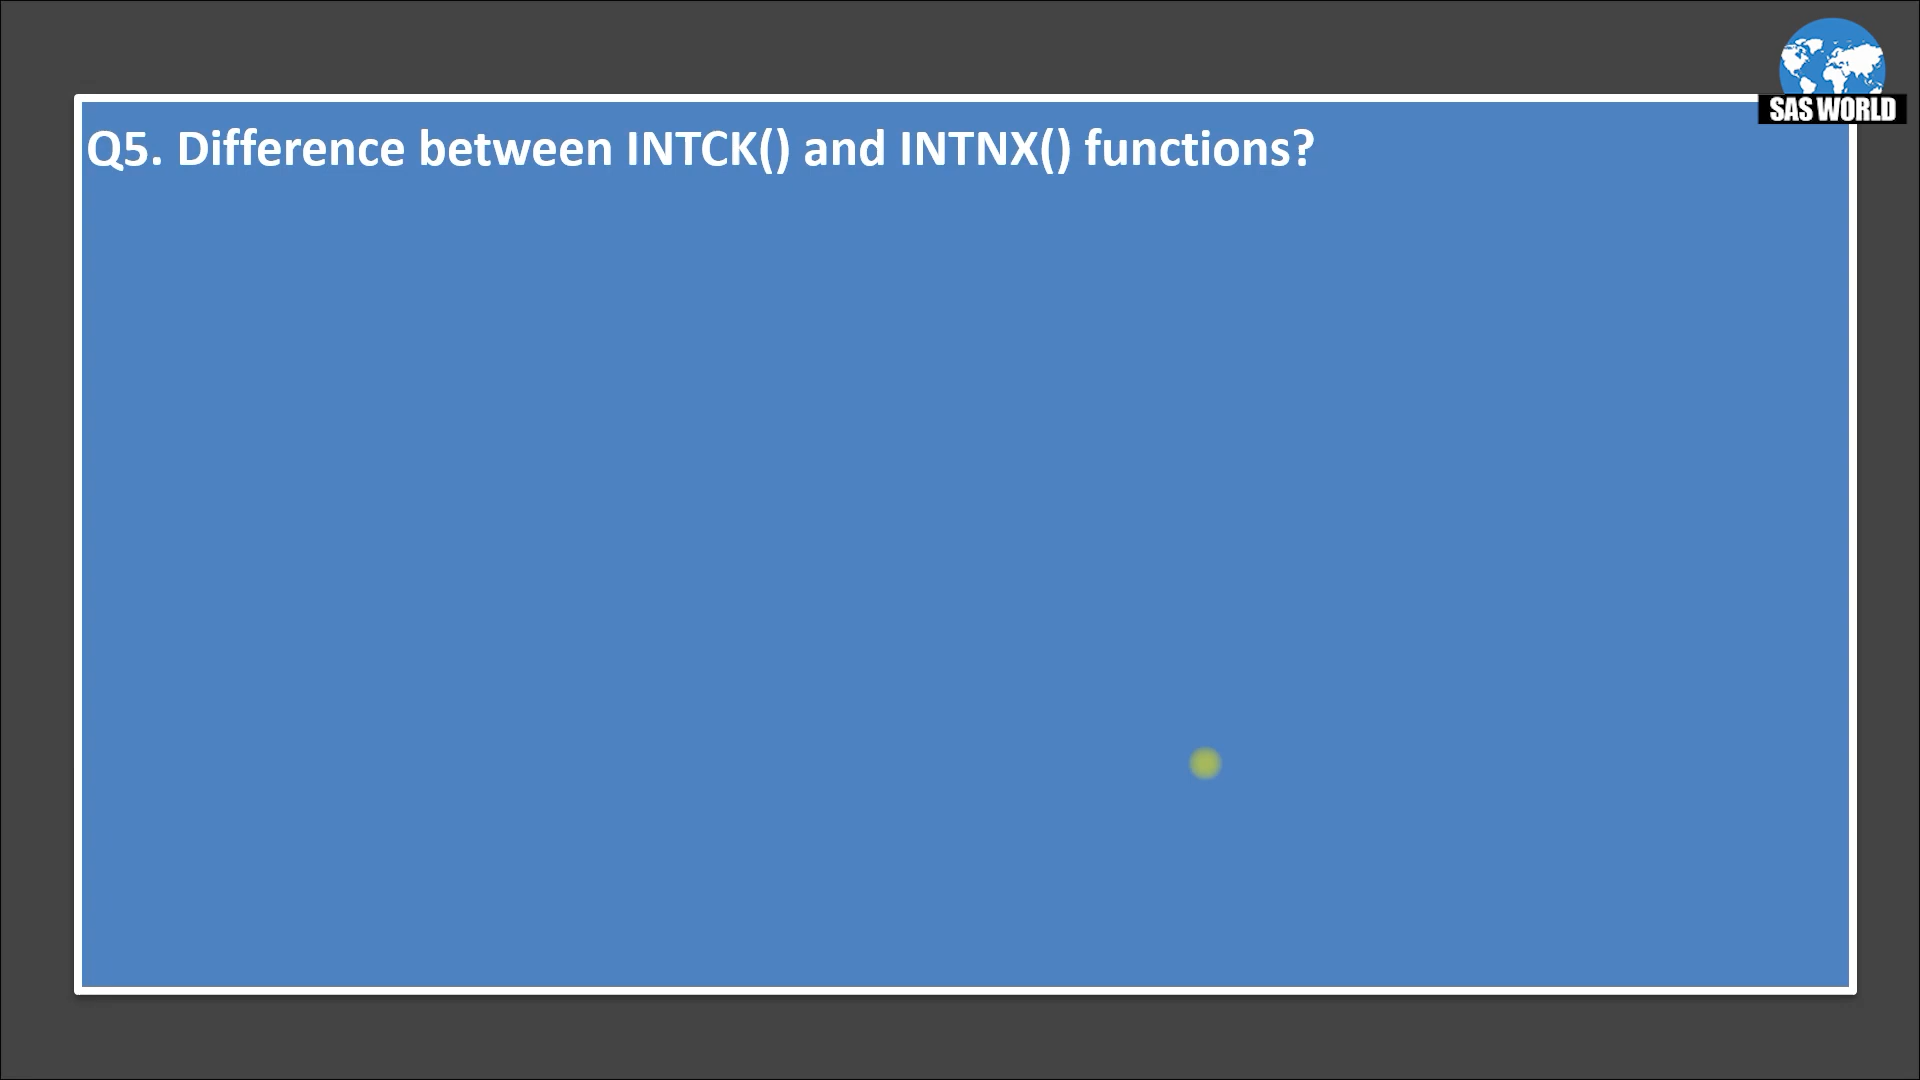 SAS WORLD
Q5. Difference between INTCK() and INTNX() functions?